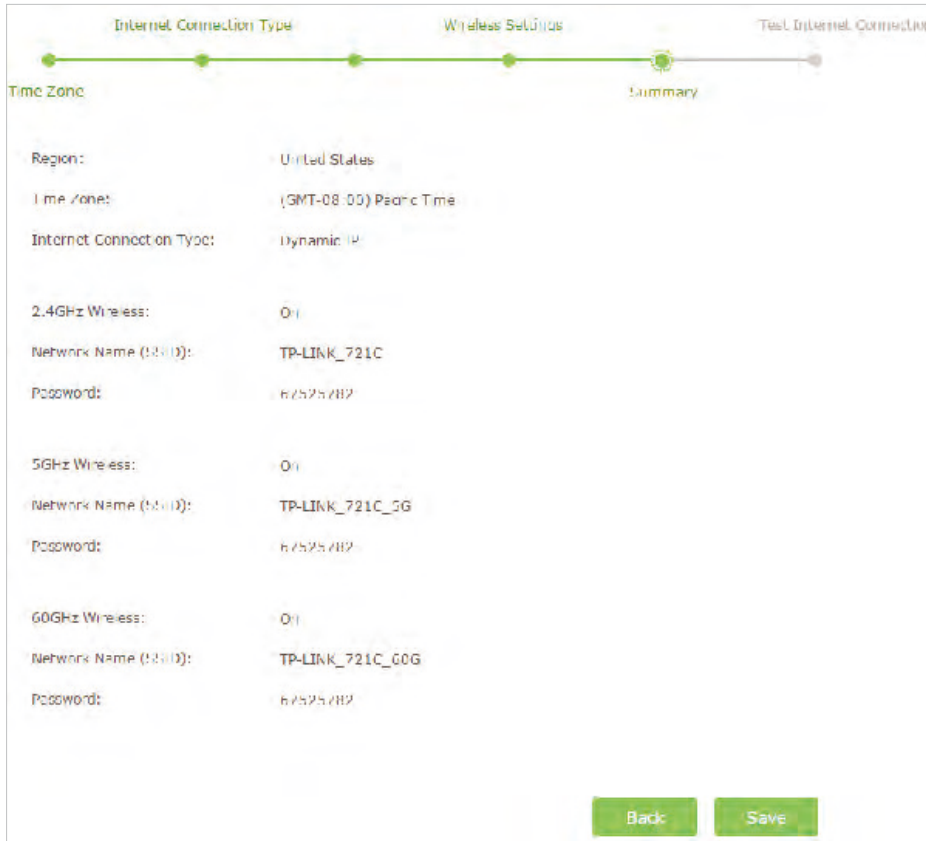 Internet Connection Type Wireless Settings Test Internet Connection
Time Zone Summary
Region: United States
Time Zone: (GMT-08:00) Pacific Time
Internet Connection Type: Dynamic IP
2.4GHz Wireless: On
Network Name (SSID): TP-LINK_721C
Password: 67525782
5GHz Wireless: On
Network Name (SSID): TP-LINK_721C_5G
Password: 67525782
60GHz Wireless: On
Network Name (SSID): TP-LINK_721C_60G
Password: 67525782
Back Save